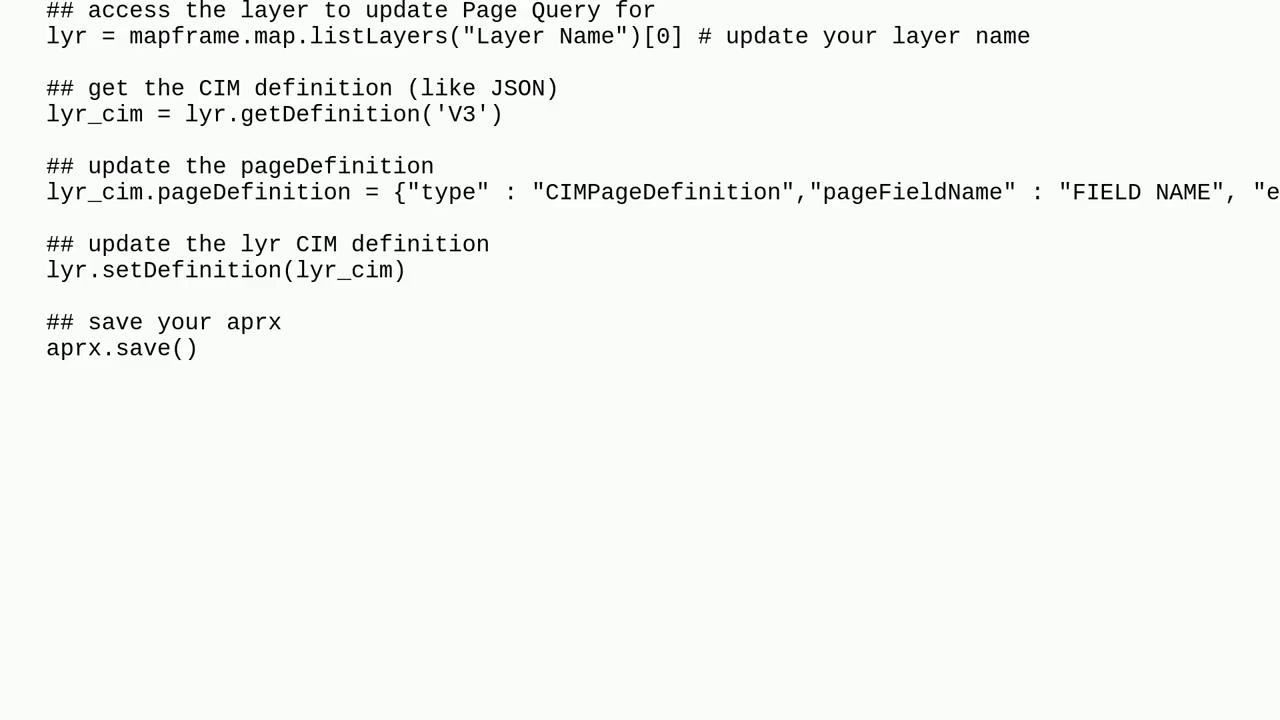 ## access the layer to update Page Query for
lyr = mapframe.map.listLayers("Layer Name")[0] # update your layer name
## get the CIM definition (like JSON)
lyr_cim = lyr.getDefinition('V3')
## update the pageDefinition
lyr_cim.pageDefinition = {"type" : "CIMPageDefinition","pageFieldName" : "FIELD NAME", "e
## update the lyr CIM definition
lyr.setDefinition(lyr_cim)
## save your aprx
aprx.save()